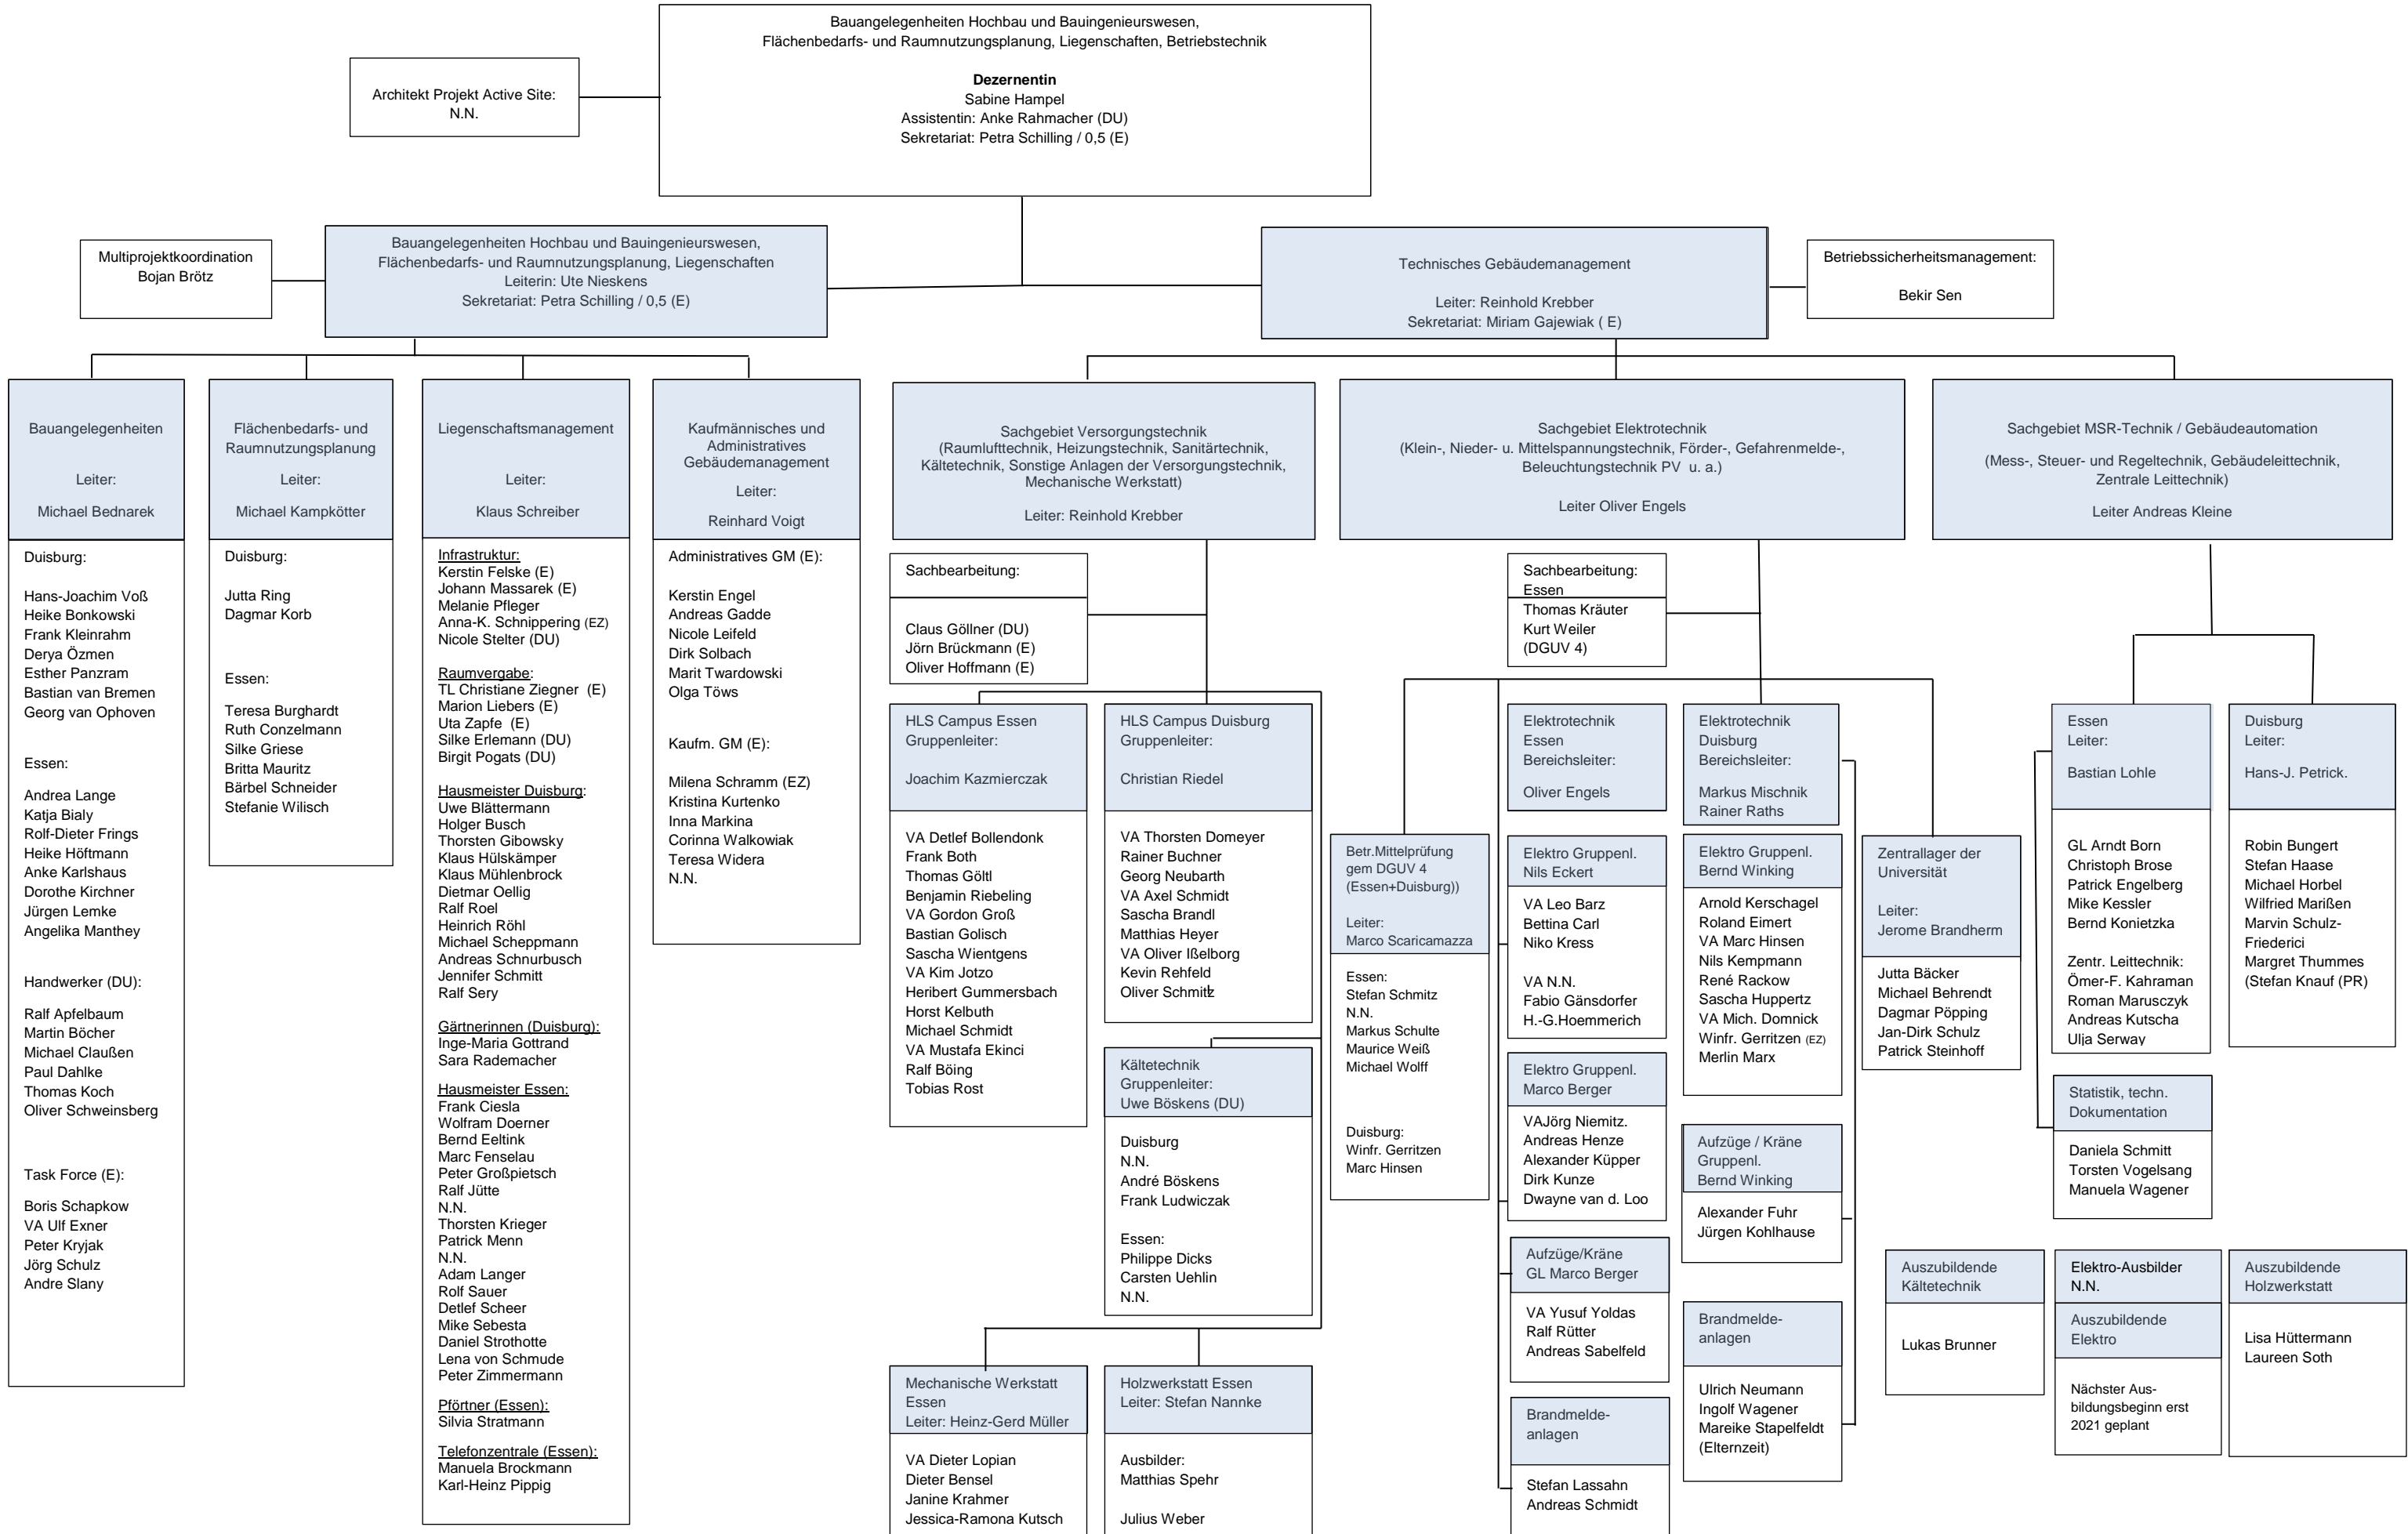 Bauangelegenheiten Hochbau und Bauingenieurswesen,
Flächenbedarfs- und Raumnutzungsplanung, Liegenschaften, Betriebstechnik
Dezernentin
Sabine Hampel
Assistentin: Anke Rahmacher (DU)
Sekretariat: Petra Schilling / 0,5 (E)
Architekt Projekt Active Site:
N.N.
Multiprojektkoordination
Bojan Brötz
Bauangelegenheiten Hochbau und Bauingenieurswesen,
Flächenbedarfs- und Raumnutzungsplanung, Liegenschaften
Leiterin: Ute Nieskens
Sekretariat: Petra Schilling / 0,5 (E)
Technisches Gebäudemanagement
Leiter: Reinhold Krebber
Sekretariat: Miriam Gajewiak ( E)
Betriebssicherheitsmanagement:
Bekir Sen
Bauangelegenheiten
Leiter:
Michael Bednarek
Duisburg:
Hans-Joachim Voß
Heike Bonkowski
Frank Kleinrahm
Derya Özmen
Esther Panzram
Bastian van Bremen
Georg van Ophoven
Essen:
Andrea Lange
Katja Bialy
Rolf-Dieter Frings
Heike Höftmann
Anke Karlshaus
Dorothe Kirchner
Jürgen Lemke
Angelika Manthey
Handwerker (DU):
Ralf Apfelbaum
Martin Böcher
Michael Claußen
Paul Dahlke
Thomas Koch
Oliver Schweinsberg
Task Force (E):
Boris Schapkow
VA Ulf Exner
Peter Kryjak
Jörg Schulz
Andre Slany
Flächenbedarfs- und
Raumnutzungsplanung
Leiter:
Michael Kampkötter
Duisburg:
Jutta Ring
Dagmar Korb
Essen:
Teresa Burghardt
Ruth Conzelmann
Silke Griese
Britta Mauritz
Bärbel Schneider
Stefanie Wilisch
Liegenschaftsmanagement
Leiter:
Klaus Schreiber
Infrastruktur:
Kerstin Felske (E)
Johann Massarek (E)
Melanie Pfleger
Anna-K. Schnippering (EZ)
Nicole Stelter (DU)
Raumvergabe:
TL Christiane Ziegner (E)
Marion Liebers (E)
Uta Zapfe (E)
Silke Erlemann (DU)
Birgit Pogats (DU)
Hausmeister Duisburg:
Uwe Blättermann
Holger Busch
Thorsten Gibowsky
Klaus Hülskämper
Klaus Mühlenbrock
Dietmar Oellig
Ralf Roel
Heinrich Röhl
Michael Scheppmann
Andreas Schnurbusch
Jennifer Schmitt
Ralf Sery
Gärtnerinnen (Duisburg):
Inge-Maria Gottrand
Sara Rademacher
Hausmeister Essen:
Frank Ciesla
Wolfram Doerner
Bernd Eeltink
Marc Fenselau
Peter Großpietsch
Ralf Jütte
N.N.
Thorsten Krieger
Patrick Menn
N.N.
Adam Langer
Rolf Sauer
Detlef Scheer
Mike Sebesta
Daniel Strothotte
Lena von Schmude
Peter Zimmermann
Pförtner (Essen):
Silvia Stratmann
Telefonzentrale (Essen):
Manuela Brockmann
Karl-Heinz Pippig
Kaufmännisches und
Administratives
Gebäudemanagement
Leiter:
Reinhard Voigt
Administratives GM (E):
Kerstin Engel
Andreas Gadde
Nicole Leifeld
Dirk Solbach
Marit Twardowski
Olga Töws
Kaufm. GM (E):
Milena Schramm (EZ)
Kristina Kurtenko
Inna Markina
Corinna Walkowiak
Teresa Widera
N.N.
Sachgebiet Versorgungstechnik
(Raumlufttechnik, Heizungstechnik, Sanitärtechnik,
Kältetechnik, Sonstige Anlagen der Versorgungstechnik,
Mechanische Werkstatt)
Leiter: Reinhold Krebber
Sachbearbeitung:
Claus Göllner (DU)
Jörn Brückmann (E)
Oliver Hoffmann (E)
HLS Campus Essen
Gruppenleiter:
Joachim Kazmierczak
VA Detlef Bollendonk
Frank Both
Thomas Göltl
Benjamin Riebeling
VA Gordon Groß
Bastian Golisch
Sascha Wientgens
VA Kim Jotzo
Heribert Gummersbach
Horst Kelbuth
Michael Schmidt
VA Mustafa Ekinci
Ralf Böing
Tobias Rost
HLS Campus Duisburg
Gruppenleiter:
Christian Riedel
VA Thorsten Domeyer
Rainer Buchner
Georg Neubarth
VA Axel Schmidt
Sascha Brandl
Matthias Heyer
VA Oliver Ißelborg
Kevin Rehfeld
Oliver Schmitz
Kältetechnik
Gruppenleiter:
Uwe Böskens (DU)
Duisburg
N.N.
André Böskens
Frank Ludwiczak
Essen:
Philippe Dicks
Carsten Uehlin
N.N.
Mechanische Werkstatt
Essen
Leiter: Heinz-Gerd Müller
VA Dieter Lopian
Dieter Bensel
Janine Krahmer
Jessica-Ramona Kutsch
Holzwerkstatt Essen
Leiter: Stefan Nannke
Ausbilder:
Matthias Spehr
Julius Weber
Sachgebiet Elektrotechnik
(Klein-, Nieder- u. Mittelspannungstechnik, Förder-, Gefahrenmelde-,
Beleuchtungstechnik PV u. a.)
Leiter Oliver Engels
Sachbearbeitung:
Essen
Thomas Kräuter
Kurt Weiler
(DGUV 4)
Betr.Mittelprüfung
gem DGUV 4
(Essen+Duisburg))
Leiter:
Marco Scaricamazza
Essen:
Stefan Schmitz
N.N.
Markus Schulte
Maurice Weiß
Michael Wolff
Duisburg:
Winfr. Gerritzen
Marc Hinsen
Elektrotechnik
Essen
Bereichsleiter:
Oliver Engels
Elektro Gruppenl.
Nils Eckert
VA Leo Barz
Bettina Carl
Niko Kress
VA N.N.
Fabio Gänsdorfer
H.-G.Hoemmerich
Elektro Gruppenl.
Marco Berger
VAJörg Niemitz.
Andreas Henze
Alexander Küpper
Dirk Kunze
Dwayne van d. Loo
Aufzüge/Kräne
GL Marco Berger
VA Yusuf Yoldas
Ralf Rütter
Andreas Sabelfeld
Brandmelde-
anlagen
Stefan Lassahn
Andreas Schmidt
Elektrotechnik
Duisburg
Bereichsleiter:
Markus Mischnik
Rainer Raths
Elektro Gruppenl.
Bernd Winking
Arnold Kerschagel
Roland Eimert
VA Marc Hinsen
Nils Kempmann
René Rackow
Sascha Huppertz
VA Mich. Domnick
Winfr. Gerritzen (EZ)
Merlin Marx
Aufzüge / Kräne
Gruppenl.
Bernd Winking
Alexander Fuhr
Jürgen Kohlhause
Brandmelde-
anlagen
Ulrich Neumann
Ingolf Wagener
Mareike Stapelfeldt
(Elternzeit)
Zentrallager der
Universität
Leiter:
Jerome Brandherm
Jutta Bäcker
Michael Behrendt
Dagmar Pöpping
Jan-Dirk Schulz
Patrick Steinhoff
Sachgebiet MSR-Technik / Gebäudeautomation
(Mess-, Steuer- und Regeltechnik, Gebäudeleittechnik,
Zentrale Leittechnik)
Leiter Andreas Kleine
Essen
Leiter:
Bastian Lohle
GL Arndt Born
Christoph Brose
Patrick Engelberg
Mike Kessler
Bernd Konietzka
Zentr. Leittechnik:
Ömer-F. Kahraman
Roman Marusczyk
Andreas Kutscha
Ulja Serway
Duisburg
Leiter:
Hans-J. Petrick.
Robin Bungert
Stefan Haase
Michael Horbel
Wilfried Marißen
Marvin Schulz-
Friederici
Margret Thummes
(Stefan Knauf (PR)
Statistik, techn.
Dokumentation
Daniela Schmitt
Torsten Vogelsang
Manuela Wagener
Auszubildende
Kältetechnik
Lukas Brunner
Elektro-Ausbilder
N.N.
Auszubildende
Elektro
Nächster Aus-
bildungsbeginn erst
2021 geplant
Auszubildende
Holzwerkstatt
Lisa Hüttermann
Laureen Soth